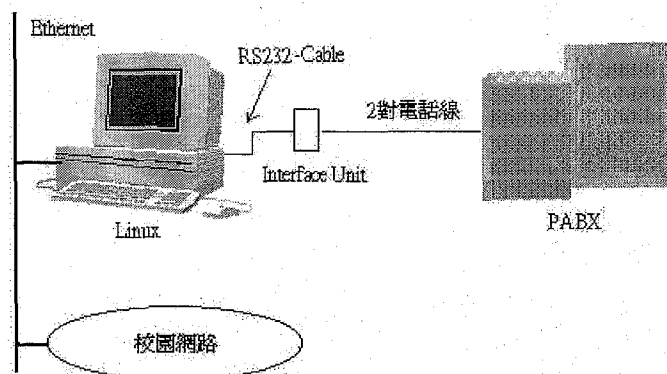 Ethernet
RS232-Cable
2對電話線
Interface Unit
Linux
PABX
校園網路